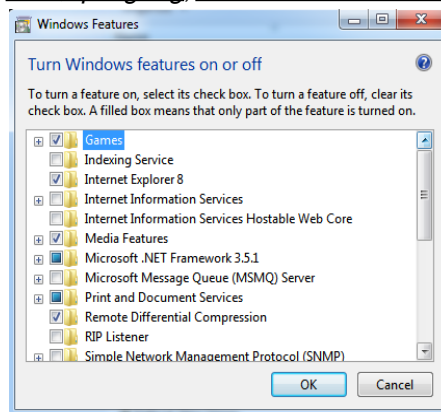 Windows Features
Turn Windows features on or off
To turn a feature on, select its check box. To turn a feature off, clear its
check box. A filled box means that only part of the feature is turned on.
Games
Indexing Service
Internet Explorer 8
Internet Information Services
Internet Information Services Hostable Web Core
Media Features
Microsoft .NET Framework 3.5.1
Microsoft Message Queue (MSMQ) Server
Print and Document Services
Remote Differential Compression
RIP Listener
Simple Network Management Protocol (SNMP)
OK Cancel